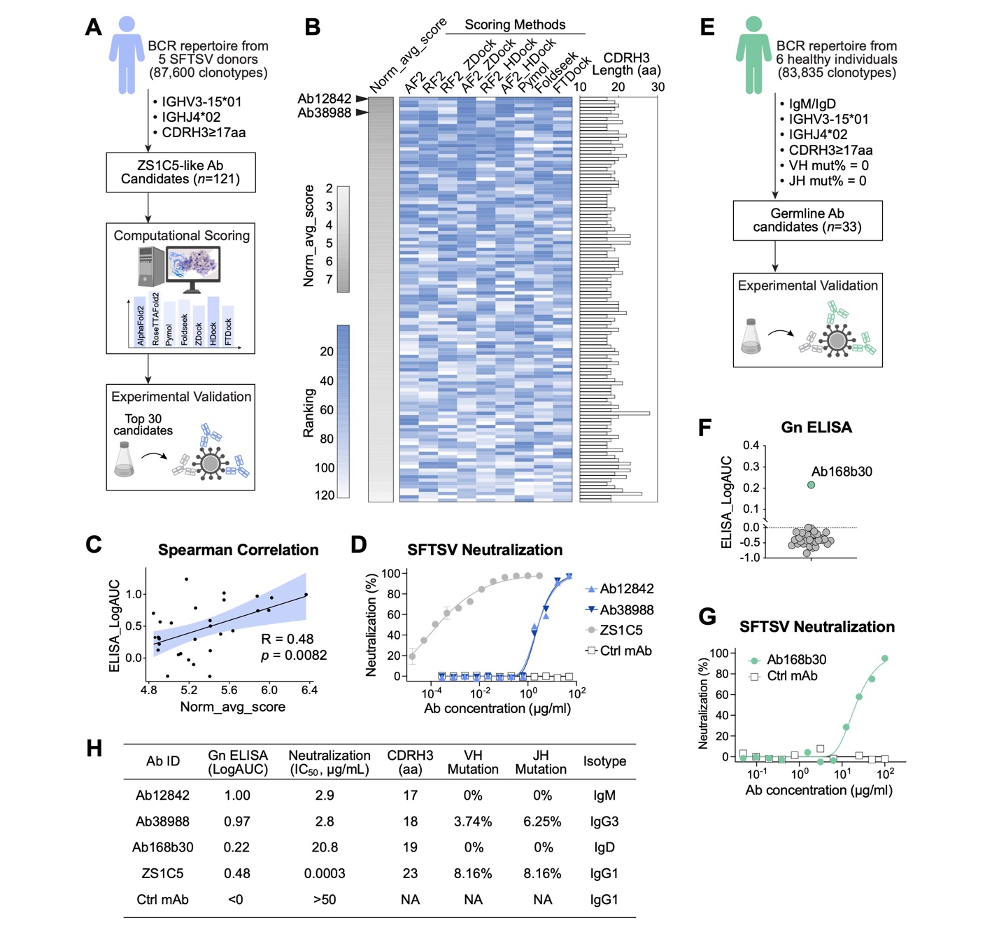 A
BCR repertoire from
5 SFTSV donors
(87,600 clonotypes)
• IGHV3-15*01
• IGHJ4*02
• CDRH3≥17aa
ZS1C5-like Ab
Candidates (n=121)
Computational Scoring
AlphaFold2
RoseTTAFold2
Pymol
Foldseek
ZDock
HDock
FTDock
Experimental Validation
Top 30
candidates
B
Scoring Methods
Norm_avg_score
AF2
RF2
RF2_ZDock
AF2_ZDock
RF2_HDock
AF2_HDock
Pymol
Foldseek
FTDock
CDRH3
Length (aa)
10 20 30
Ab12842
Ab38988
Norm_avg_score
2
3
4
5
6
7
Ranking
20
40
60
80
100
120
E
BCR repertoire from
6 healthy individuals
(83,835 clonotypes)
• IgM/IgD
• IGHV3-15*01
• IGHJ4*02
• CDRH3≥17aa
• VH mut% = 0
• JH mut% = 0
Germline Ab
candidates (n=33)
Experimental Validation
F
Gn ELISA
ELISA_LogAUC
0.4
0.3
0.2
0.1
0.0
-0.5
-1.0
Ab168b30
C
Spearman Correlation
ELISA_LogAUC
1.0
0.5
0.0
R = 0.48
p = 0.0082
4.8 5.2 5.6 6.0 6.4
Norm_avg_score
D
SFTSV Neutralization
Neutralization (%)
100
80
60
40
20
0
10-4 10-2 100 102
Ab concentration (µg/ml)
Ab12842
Ab38988
ZS1C5
Ctrl mAb
G
SFTSV Neutralization
Neutralization (%)
100
80
60
40
20
0
Ab168b30
Ctrl mAb
10-1 100 101 102
Ab concentration (µg/ml)
H
Ab ID Gn ELISA (LogAUC) Neutralization (IC50, µg/mL) CDRH3 (aa) VH Mutation JH Mutation Isotype
Ab12842 1.00 2.9 17 0% 0% IgM
Ab38988 0.97 2.8 18 3.74% 6.25% IgG3
Ab168b30 0.22 20.8 19 0% 0% IgD
ZS1C5 0.48 0.0003 23 8.16% 8.16% IgG1
Ctrl mAb <0 >50 NA NA NA IgG1